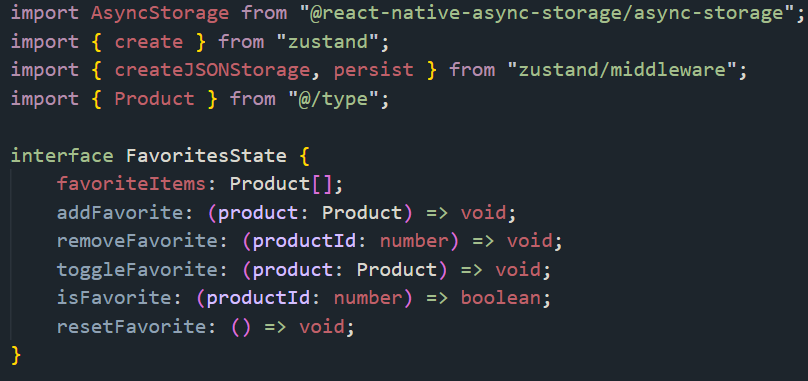 import AsyncStorage from "@react-native-async-storage/async-storage";
import { create } from "zustand";
import { createJSONStorage, persist } from "zustand/middleware";
import { Product } from "@/type";

interface FavoritesState {
    favoriteItems: Product[];
    addFavorite: (product: Product) => void;
    removeFavorite: (productId: number) => void;
    toggleFavorite: (product: Product) => void;
    isFavorite: (productId: number) => boolean;
    resetFavorite: () => void;
}